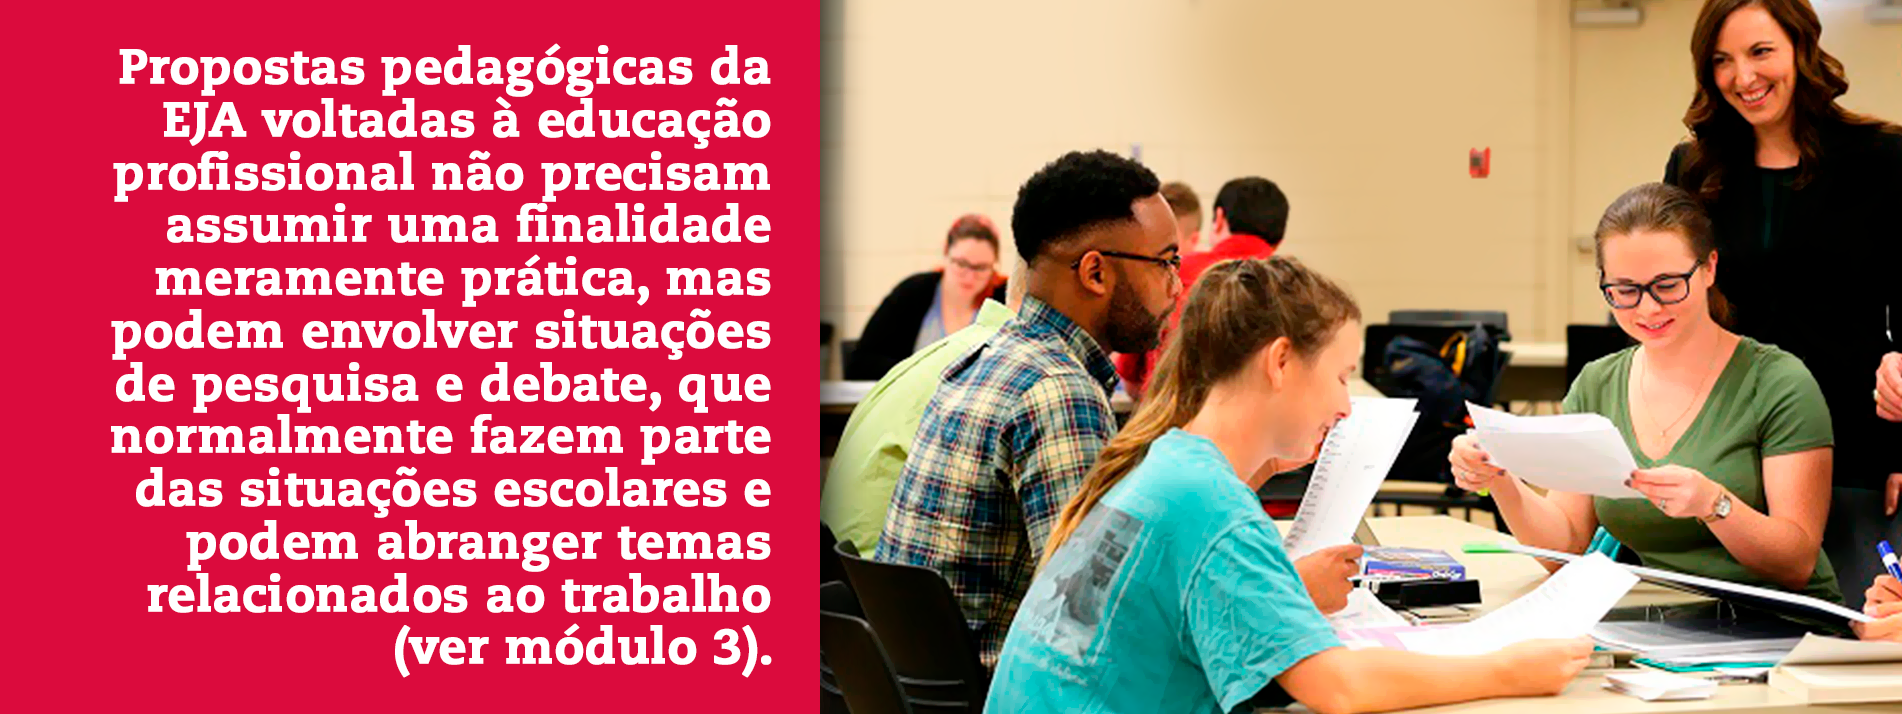 Propostas pedagógicas da
EJA voltadas à educação
profissional não precisam
assumir uma finalidade
meramente prática, mas
podem envolver situações
de pesquisa e debate, que
normalmente fazem parte
das situações escolares e
podem abranger temas
relacionados ao trabalho
(ver módulo 3).